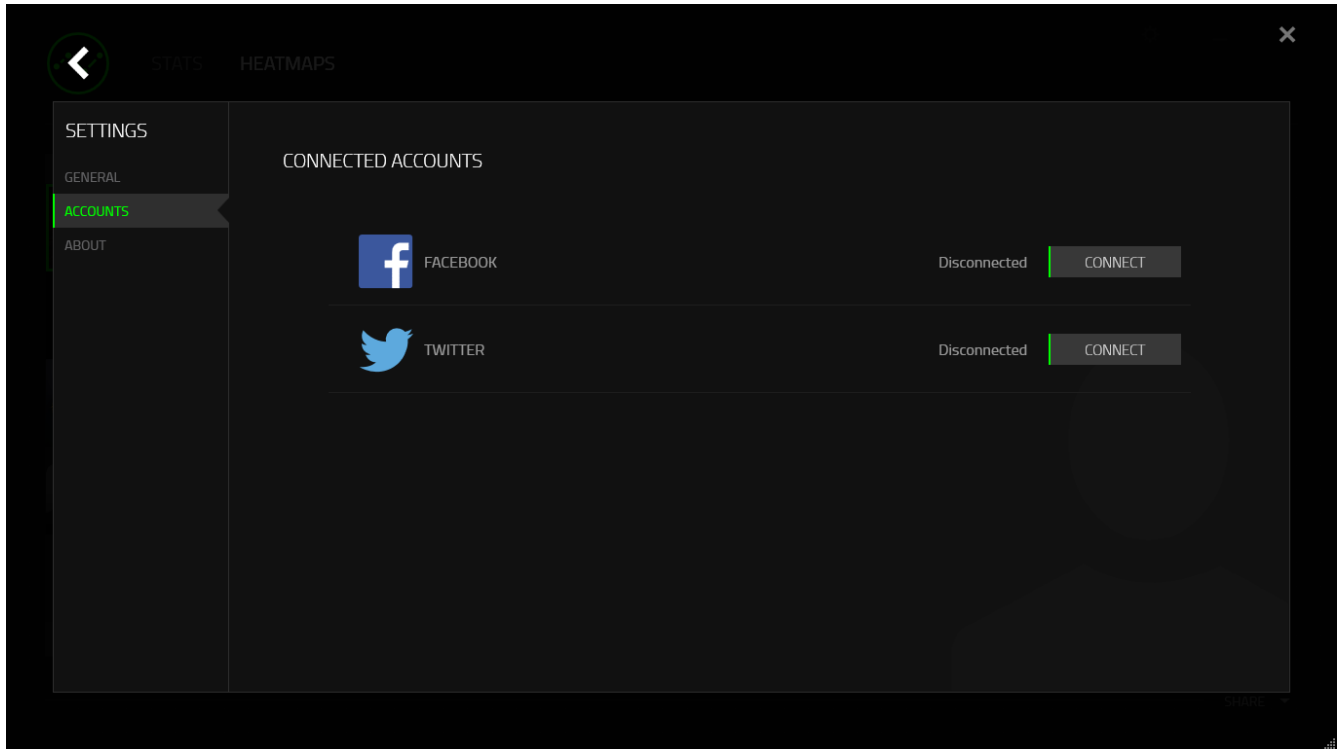 STATS HEATMAPS
SETTINGS
GENERAL
ACCOUNTS
ABOUT
CONNECTED ACCOUNTS
FACEBOOK Disconnected CONNECT
TWITTER Disconnected CONNECT
SHARE